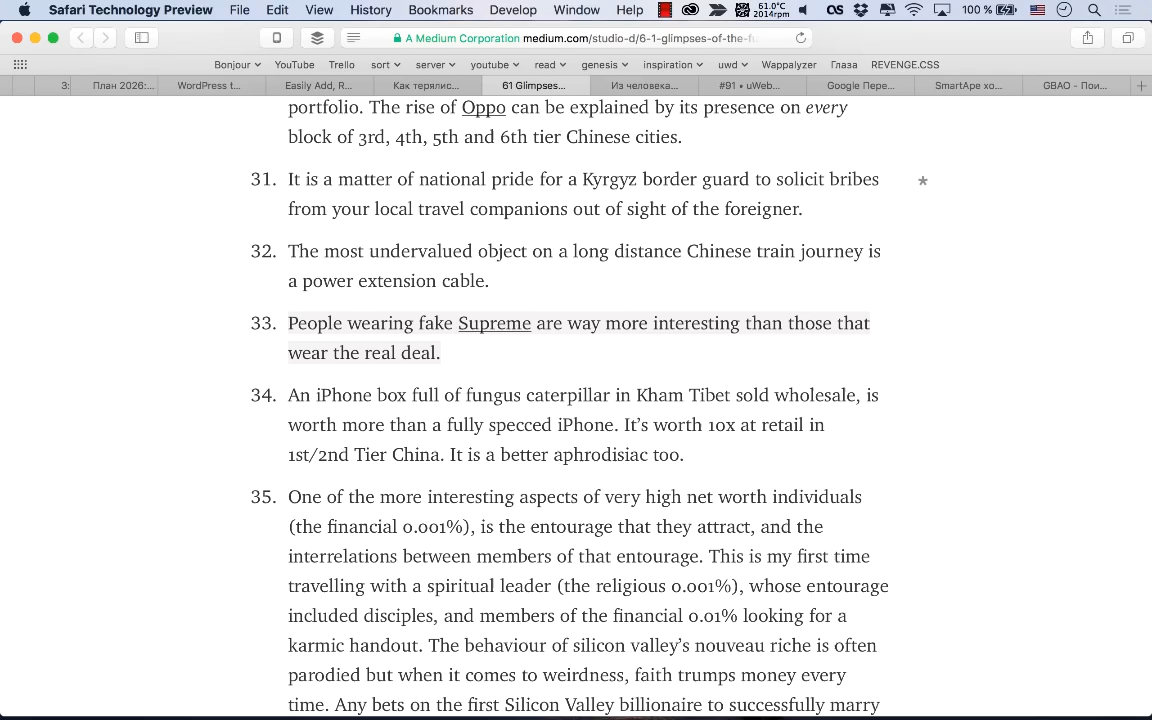 Safari Technology Preview File Edit View History Bookmarks Develop Window Help 61.0°C 2014rpm 100 %
A Medium Corporation medium.com/studio-d/6-1-glimpses-of-the-fu
Bonjour YouTube Trello sort server youtube read genesis inspiration uwd Wappalyzer Глаза REVENGE.CSS
3: План 2026:... WordPress t... Easily Add, R... Как терялис... 61 Glimpses... Из человека... #91 • uWeb... Google Пере... SmartApe хо... GBAO - Пои...
portfolio. The rise of Oppo can be explained by its presence on every
block of 3rd, 4th, 5th and 6th tier Chinese cities.
31. It is a matter of national pride for a Kyrgyz border guard to solicit bribes *
from your local travel companions out of sight of the foreigner.
32. The most undervalued object on a long distance Chinese train journey is
a power extension cable.
33. People wearing fake Supreme are way more interesting than those that
wear the real deal.
34. An iPhone box full of fungus caterpillar in Kham Tibet sold wholesale, is
worth more than a fully specced iPhone. It's worth 10x at retail in
1st/2nd Tier China. It is a better aphrodisiac too.
35. One of the more interesting aspects of very high net worth individuals
(the financial 0.001%), is the entourage that they attract, and the
interrelations between members of that entourage. This is my first time
travelling with a spiritual leader (the religious 0.001%), whose entourage
included disciples, and members of the financial 0.01% looking for a
karmic handout. The behaviour of silicon valley's nouveau riche is often
parodied but when it comes to weirdness, faith trumps money every
time. Any bets on the first Silicon Valley billionaire to successfully marry